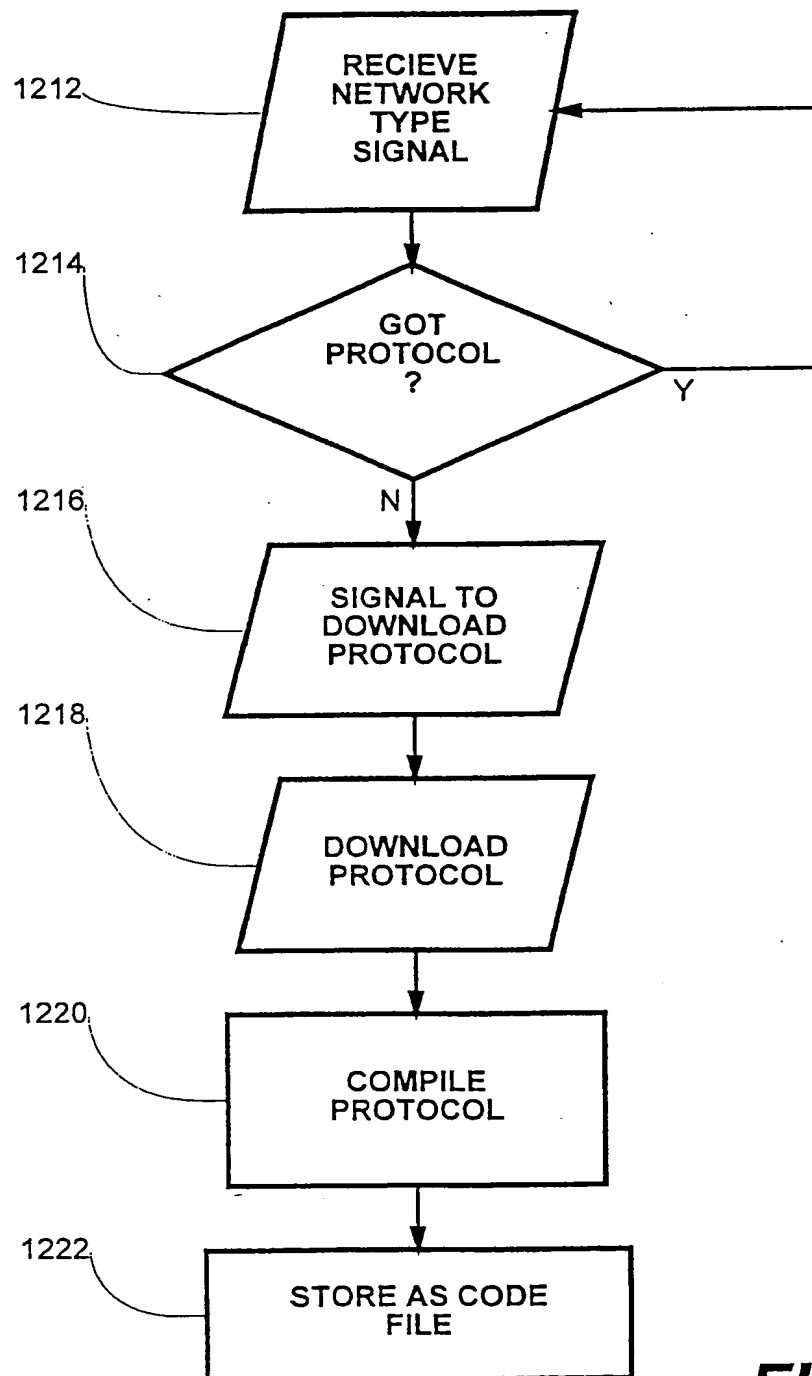 1212
RECIEVE
NETWORK
TYPE
SIGNAL
1214
GOT
PROTOCOL
?
Y
N
1216
SIGNAL TO
DOWNLOAD
PROTOCOL
1218
DOWNLOAD
PROTOCOL
1220
COMPILE
PROTOCOL
1222
STORE AS CODE
FILE